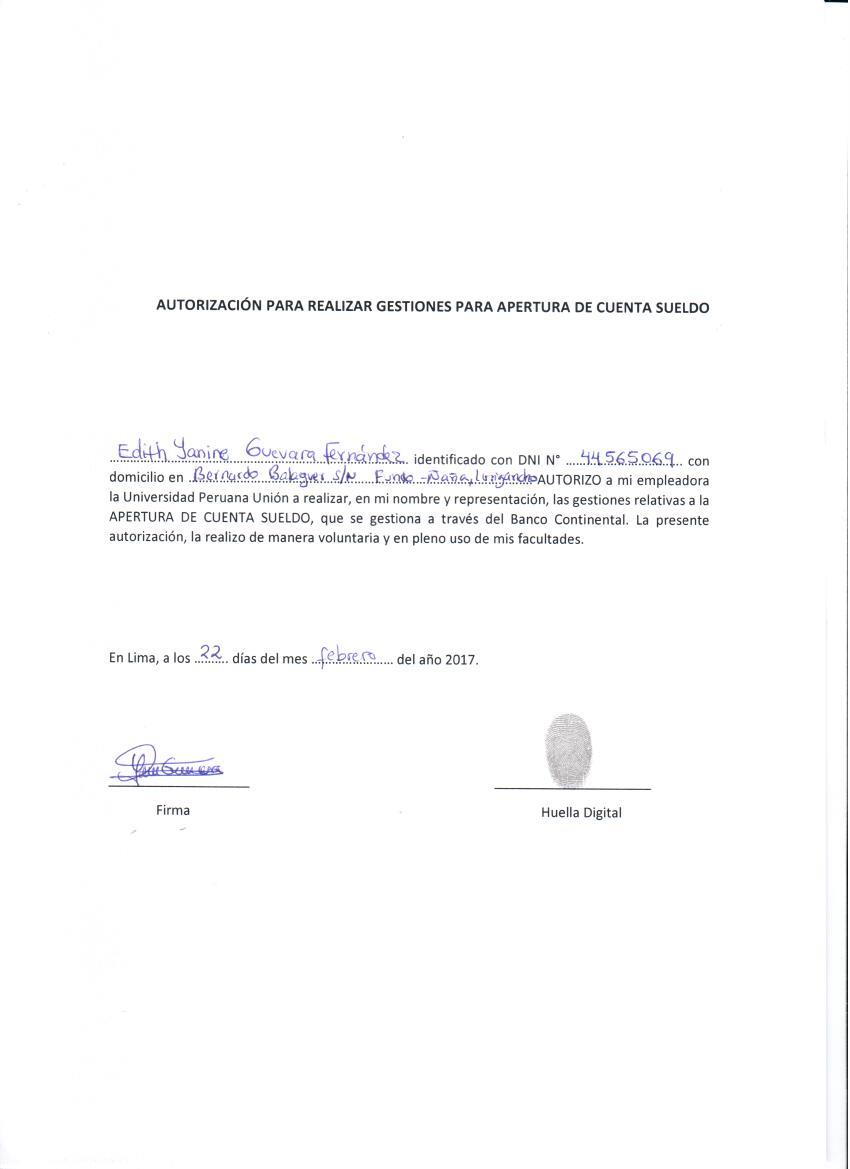 AUTORIZACIÓN PARA REALIZAR GESTIONES PARA APERTURA DE CUENTA SUELDO
Edith Yanine Guevara Fernández identificado con DNI N° 44565069 con
domicilio en Bernardo Balaguer s/N Fundo - Ñaña, Lurigancho AUTORIZO a mi empleadora
la Universidad Peruana Unión a realizar, en mi nombre y representación, las gestiones relativas a la
APERTURA DE CUENTA SUELDO, que se gestiona a través del Banco Continental. La presente
autorización, la realizo de manera voluntaria y en pleno uso de mis facultades.
En Lima, a los 22 días del mes febrero del año 2017.
Firma
Huella Digital